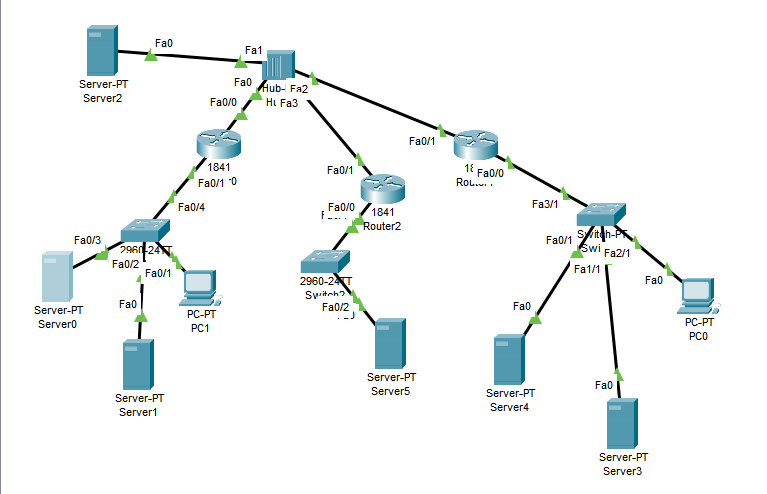 Fa0
Fa1
Server-PT
Server2
Fa0
Fa2
Fa3
Fa0/0
Fa0/1
1841
Fa0/1
Fa0/0
Fa0/1
Fa0/4
Fa0/0
1841
Router2
Fa3/1
Switch-PT
Fa0/3
2960-24TT
Fa0/2
Fa0/1
Server-PT
Server0
PC-PT
PC1
2960-24TT
Switch2
Fa0/2
Fa0/1
Fa2/1
Fa1/1
Fa0
PC-PT
PC0
Fa0
Server-PT
Server1
Fa0
Server-PT
Server5
Server-PT
Server4
Fa0
Server-PT
Server3